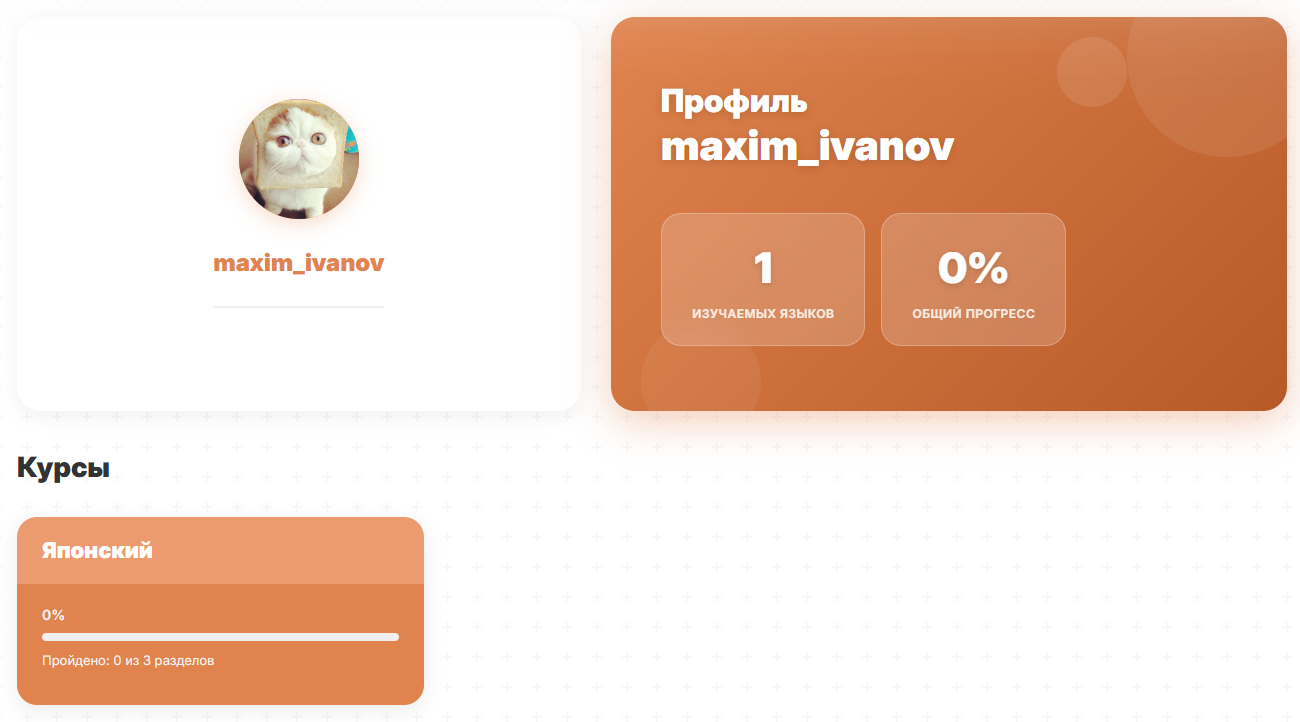 maxim_ivanov
Профиль
maxim_ivanov
1
ИЗУЧАЕМЫХ ЯЗЫКОВ
0%
ОБЩИЙ ПРОГРЕСС
Курсы
Японский
0%
Пройдено: 0 из 3 разделов